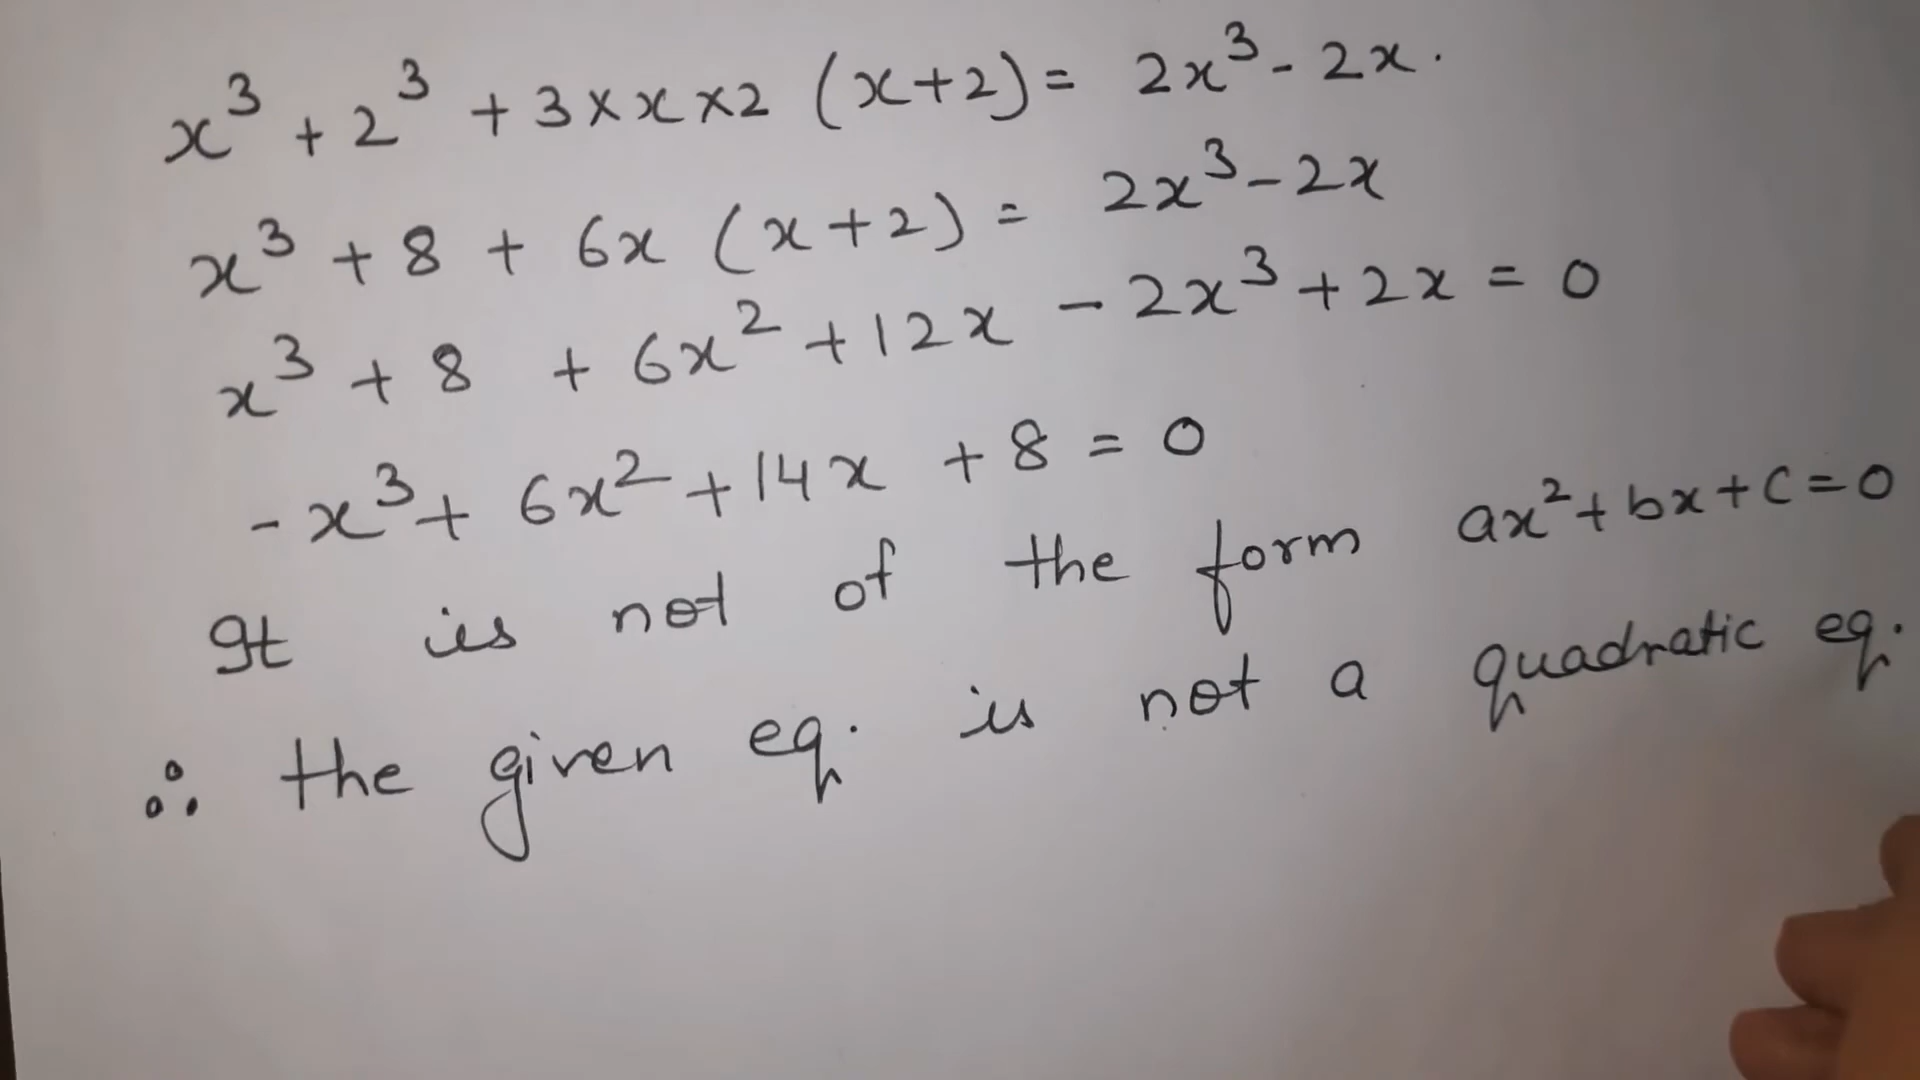 x³ + 2³ + 3 × x × 2 (x+2) = 2x³ - 2x.
x³ + 8 + 6x (x+2) = 2x³ - 2x
x³ + 8 + 6x² + 12x - 2x³ + 2x = 0
-x³ + 6x² + 14x + 8 = 0
It is not of the form ax² + bx + c = 0
∴ the given eq. is not a quadratic eq.